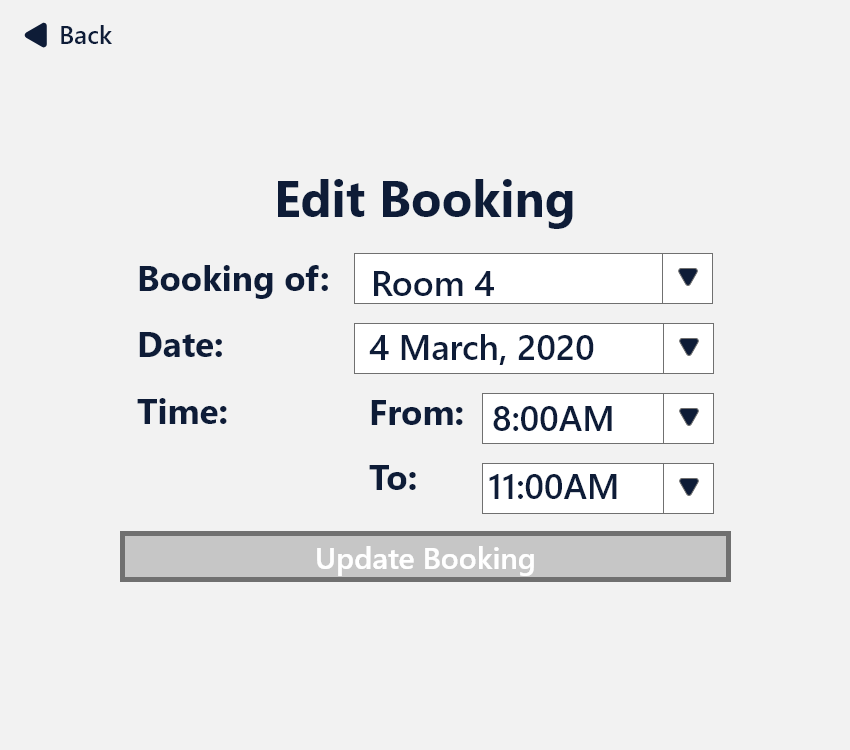 Back
Edit Booking
Booking of: Room 4
Date: 4 March, 2020
Time: From: 8:00AM
To: 11:00AM
Update Booking